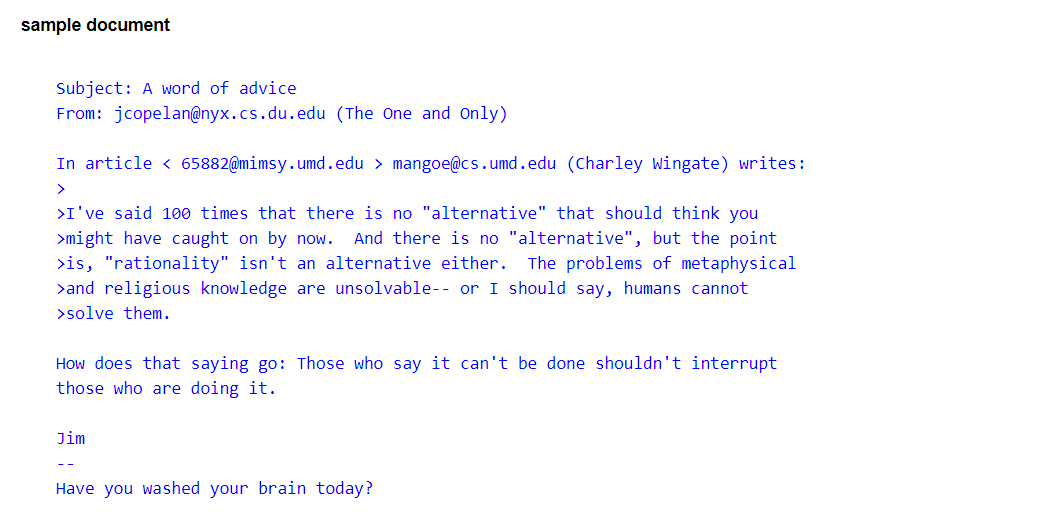 sample document
Subject: A word of advice
From: jcopelan@nyx.cs.du.edu (The One and Only)
In article < 65882@mimsy.umd.edu > mangoe@cs.umd.edu (Charley Wingate) writes:
>
>I've said 100 times that there is no "alternative" that should think you
>might have caught on by now.  And there is no "alternative", but the point
>is, "rationality" isn't an alternative either.  The problems of metaphysical
>and religious knowledge are unsolvable-- or I should say, humans cannot
>solve them.
How does that saying go: Those who say it can't be done shouldn't interrupt
those who are doing it.
Jim
--
Have you washed your brain today?